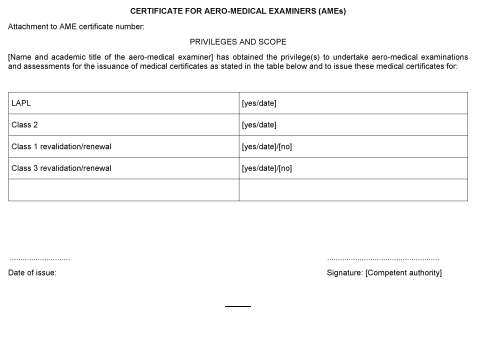 CERTIFICATE FOR AERO-MEDICAL EXAMINERS (AMEs)
Attachment to AME certificate number:
PRIVILEGES AND SCOPE
[Name and academic title of the aero-medical examiner] has obtained the privilege(s) to undertake aero-medical examinations
and assessments for the issuance of medical certificates as stated in the table below and to issue these medical certificates for:
LAPL [yes/date]
Class 2 [yes/date]
Class 1 revalidation/renewal [yes/date]/[no]
Class 3 revalidation/renewal [yes/date]/[no]
Date of issue: Signature: [Competent authority]